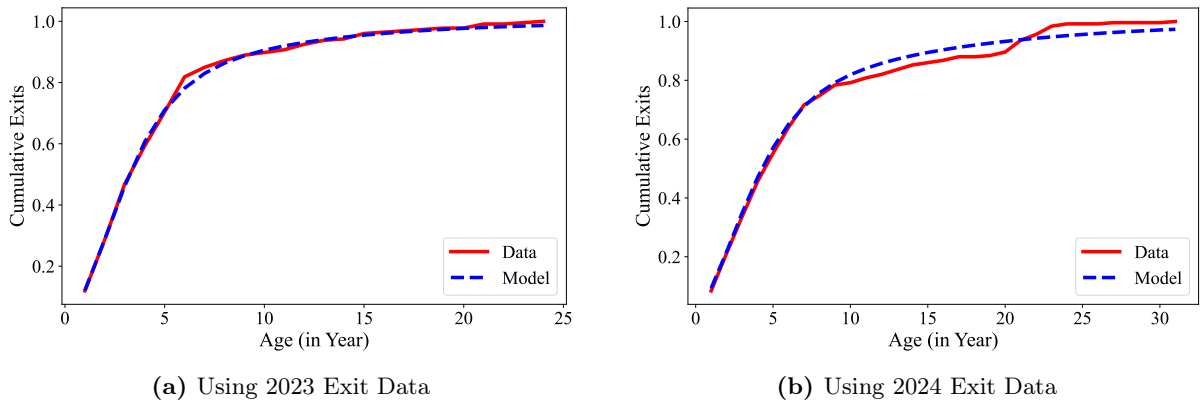 1.0
0.8
0.6
0.4
0.2
Cumulative Exits
0 5 10 15 20 25
Age (in Year)
Data
Model
(a) Using 2023 Exit Data
1.0
0.8
0.6
0.4
0.2
Cumulative Exits
0 5 10 15 20 25 30
Age (in Year)
Data
Model
(b) Using 2024 Exit Data